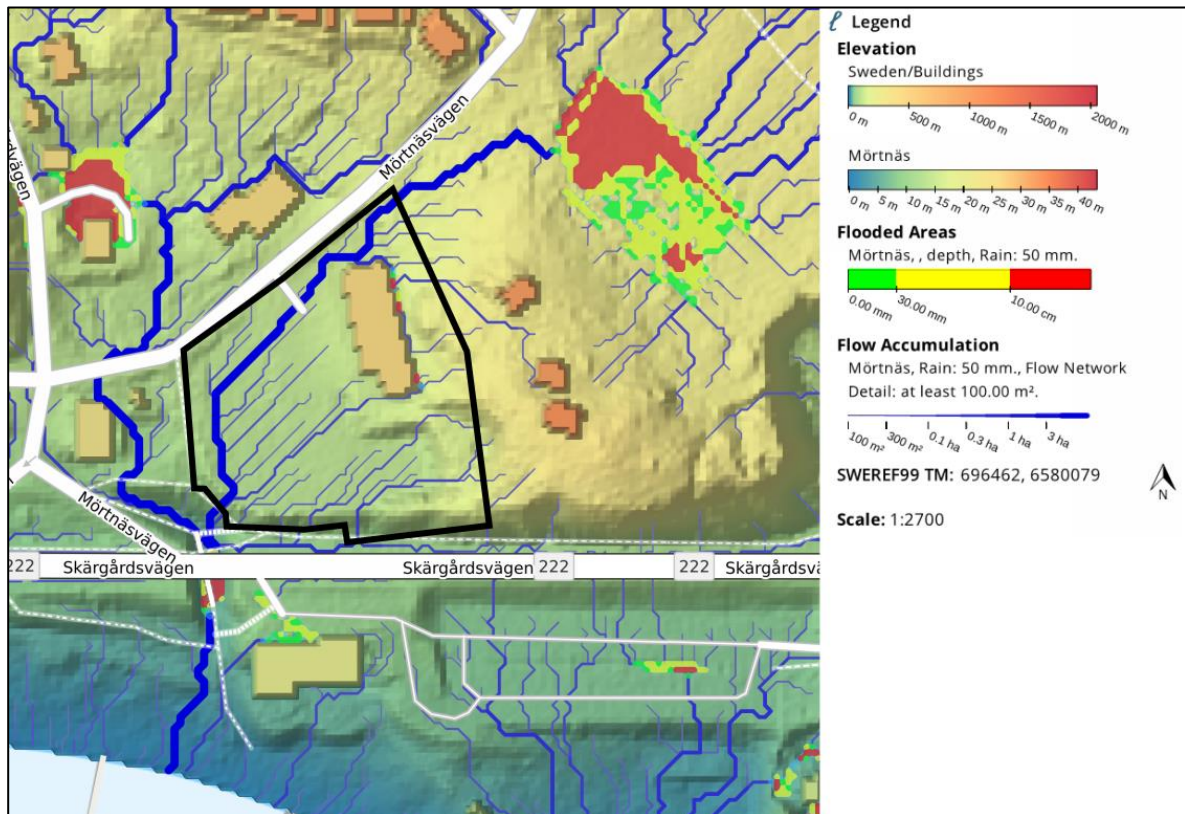 Mörtnäsvägen
rdvägen
Mörtnäsvägen
222
Skärgårdsvägen
Skärgårdsvägen
222
222
Skärgårdsvä
Legend
Elevation
Sweden/Buildings
0 m
500 m
1000 m
1500 m
2000 m
Mörtnäs
0 m
5 m
10 m
15 m
20 m
25 m
30 m
35 m
40 m
Flooded Areas
Mörtnäs, , depth, Rain: 50 mm.
0.00 mm
30.00 mm
10.00 cm
Flow Accumulation
Mörtnäs, Rain: 50 mm., Flow Network
Detail: at least 100.00 m².
100 m²
300 m²
0.1 ha
0.3 ha
1 ha
3 ha
SWEREF99 TM: 696462, 6580079
N
Scale: 1:2700